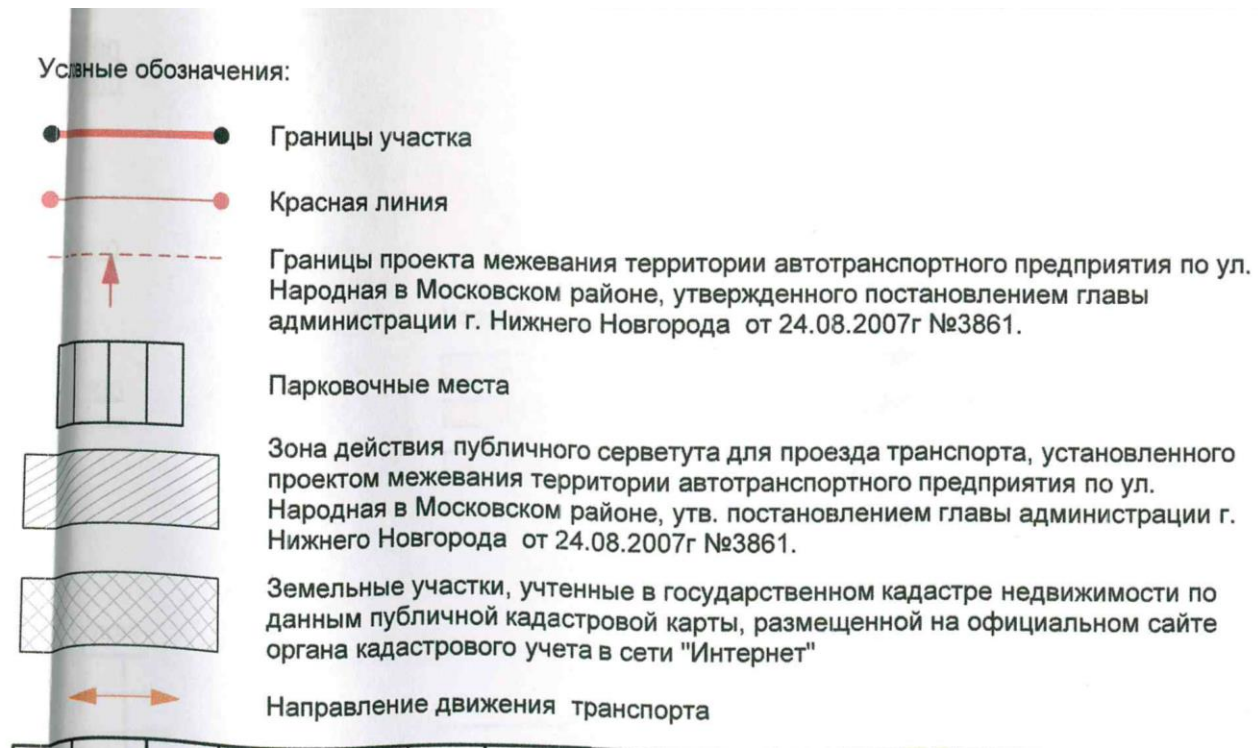 Услвные обозначения:
Границы участка
Красная линия
Границы проекта межевания территории автотранспортного предприятия по ул.
Народная в Московском районе, утвержденного постановлением главы
администрации г. Нижнего Новгорода от 24.08.2007г №3861.
Парковочные места
Зона действия публичного серветута для проезда транспорта, установленного
проектом межевания территории автотранспортного предприятия по ул.
Народная в Московском районе, утв. постановлением главы администрации г.
Нижнего Новгорода от 24.08.2007г №3861.
Земельные участки, учтенные в государственном кадастре недвижимости по
данным публичной кадастровой карты, размещенной на официальном сайте
органа кадастрового учета в сети "Интернет"
Направление движения транспорта